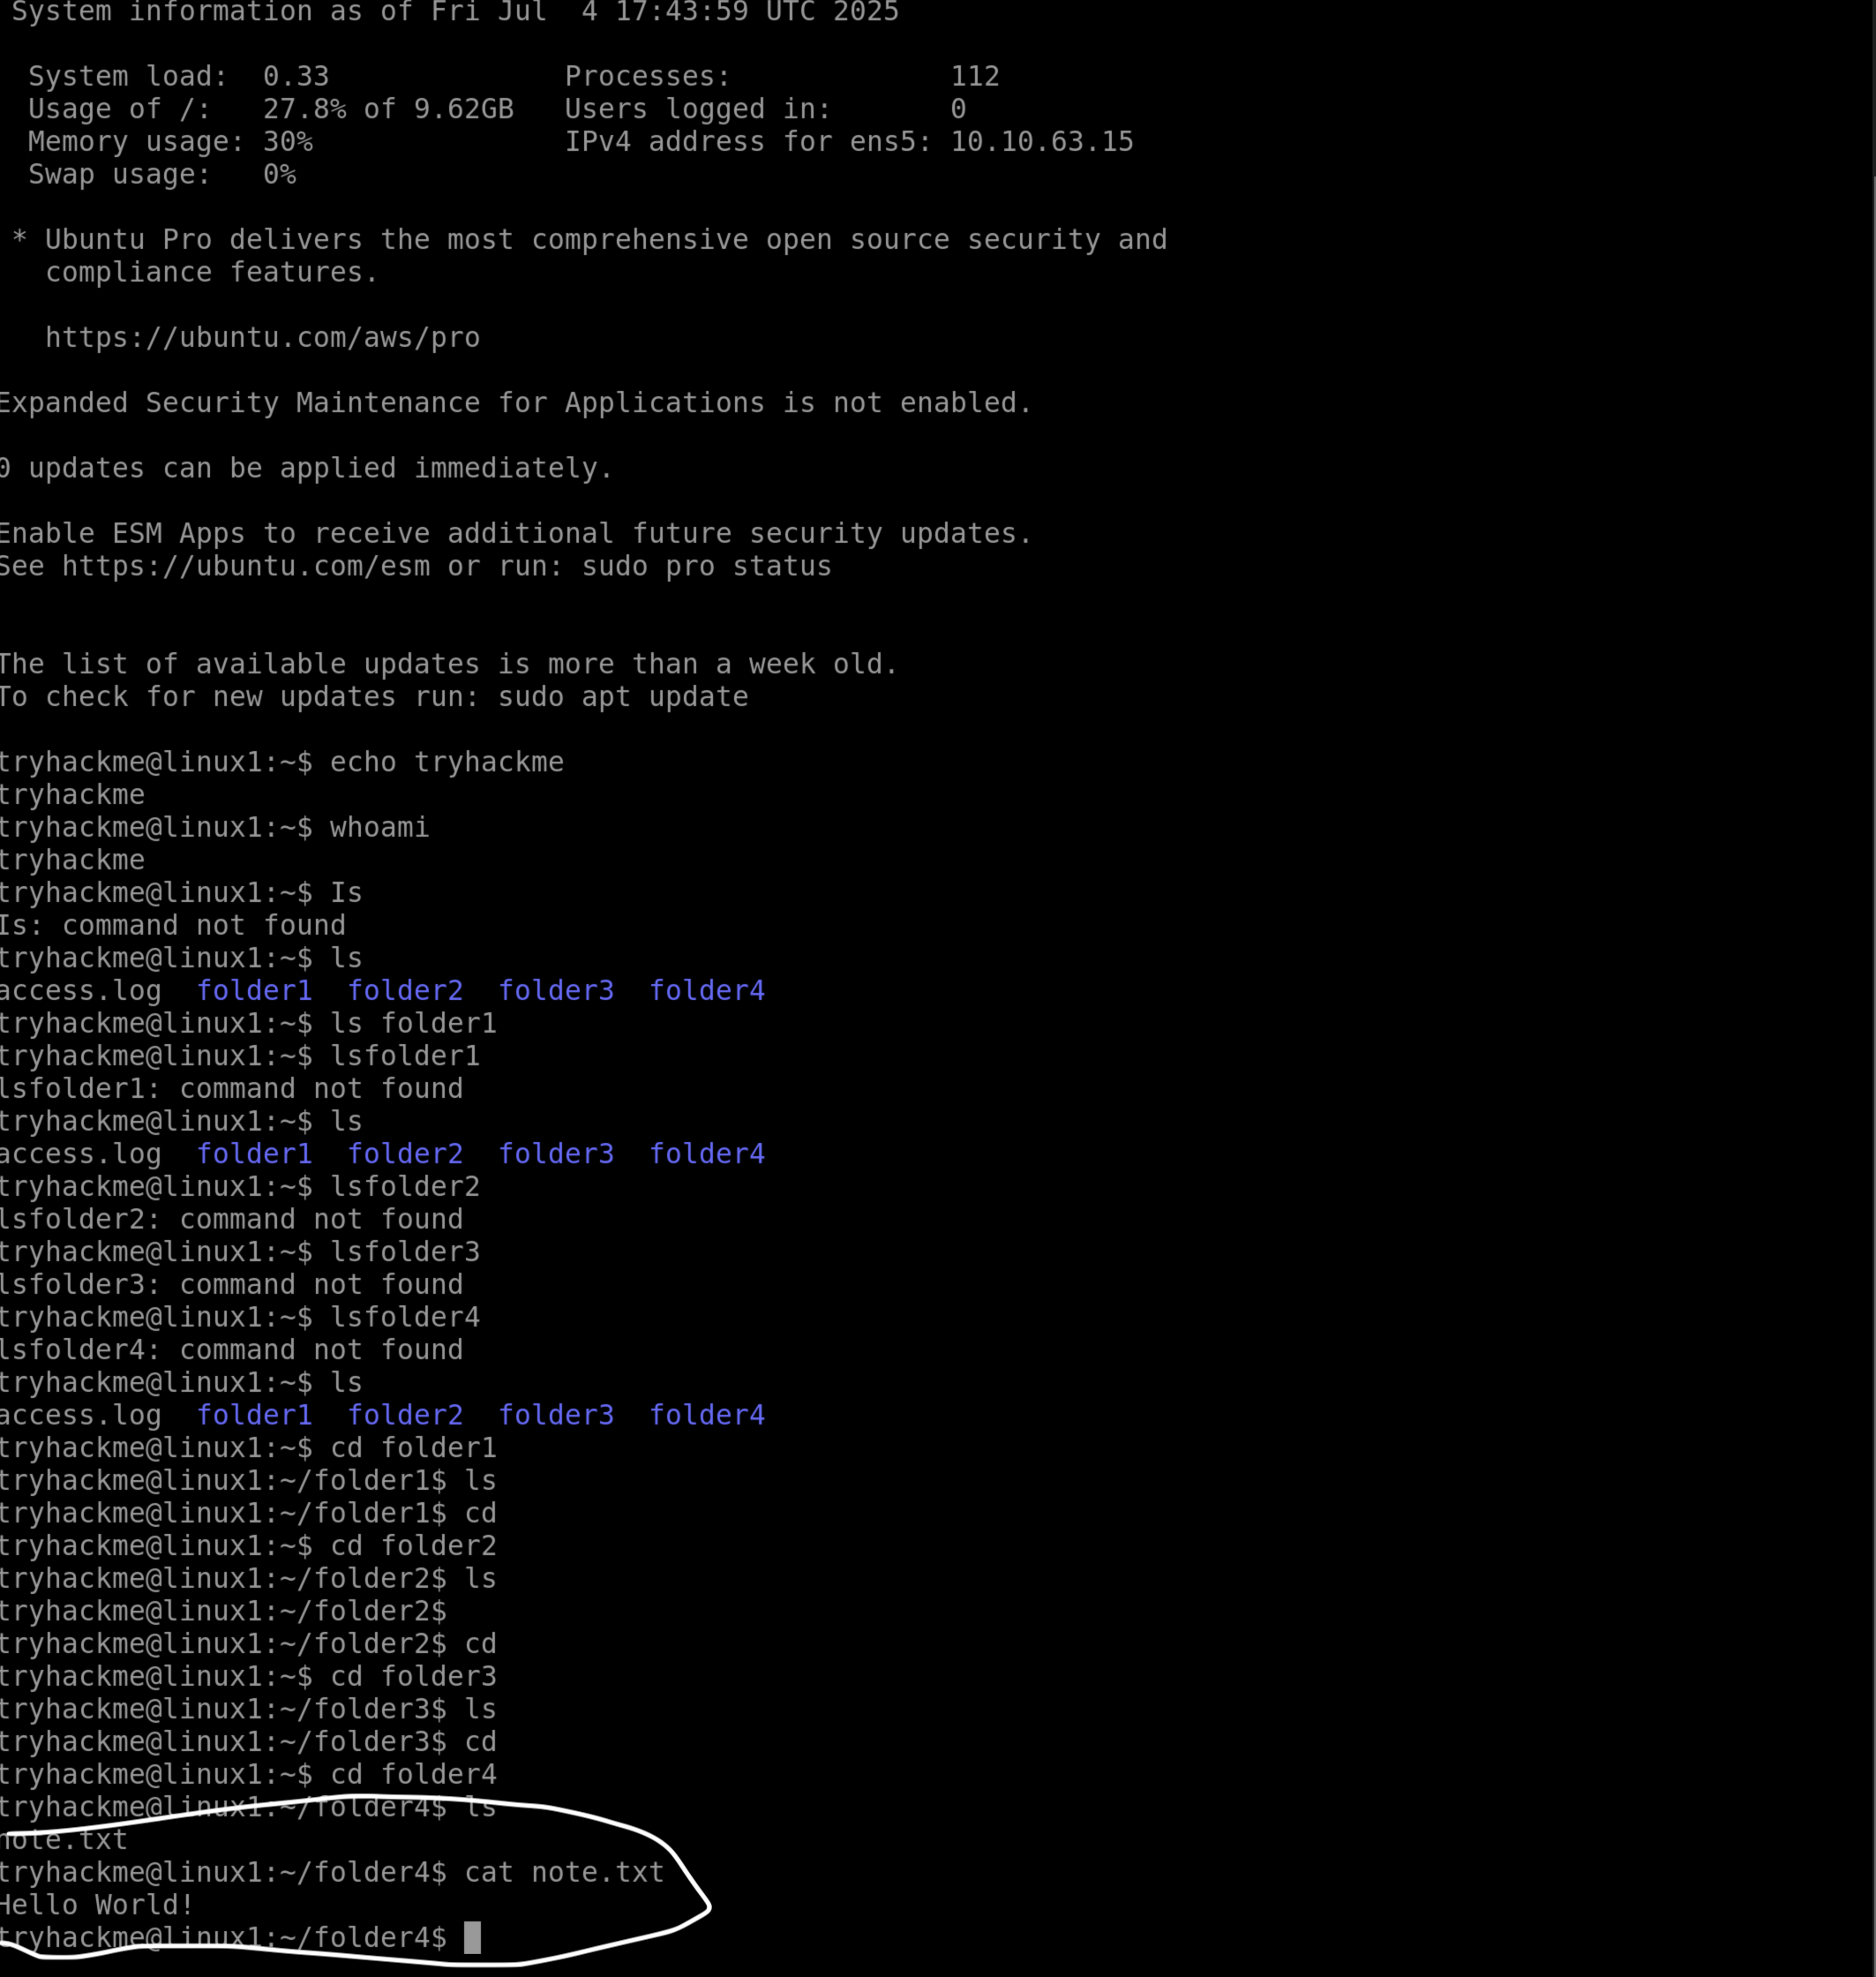 System information as of Fri Jul  4 17:43:59 UTC 2025
System load:  0.33              Processes:             112
Usage of /:   27.8% of 9.62GB   Users logged in:       0
Memory usage: 30%               IPv4 address for ens5: 10.10.63.15
Swap usage:   0%
* Ubuntu Pro delivers the most comprehensive open source security and
compliance features.
https://ubuntu.com/aws/pro
Expanded Security Maintenance for Applications is not enabled.
0 updates can be applied immediately.
Enable ESM Apps to receive additional future security updates.
See https://ubuntu.com/esm or run: sudo pro status
The list of available updates is more than a week old.
To check for new updates run: sudo apt update
tryhackme@linux1:~$ echo tryhackme
tryhackme
tryhackme@linux1:~$ whoami
tryhackme
tryhackme@linux1:~$ Is
Is: command not found
tryhackme@linux1:~$ ls
access.log  folder1  folder2  folder3  folder4
tryhackme@linux1:~$ ls folder1
tryhackme@linux1:~$ lsfolder1
lsfolder1: command not found
tryhackme@linux1:~$ ls
access.log  folder1  folder2  folder3  folder4
tryhackme@linux1:~$ lsfolder2
lsfolder2: command not found
tryhackme@linux1:~$ lsfolder3
lsfolder3: command not found
tryhackme@linux1:~$ lsfolder4
lsfolder4: command not found
tryhackme@linux1:~$ ls
access.log  folder1  folder2  folder3  folder4
tryhackme@linux1:~$ cd folder1
tryhackme@linux1:~/folder1$ ls
tryhackme@linux1:~/folder1$ cd
tryhackme@linux1:~$ cd folder2
tryhackme@linux1:~/folder2$ ls
tryhackme@linux1:~/folder2$
tryhackme@linux1:~/folder2$ cd
tryhackme@linux1:~$ cd folder3
tryhackme@linux1:~/folder3$ ls
tryhackme@linux1:~/folder3$ cd
tryhackme@linux1:~$ cd folder4
tryhackme@linux1:~/folder4$ ls
note.txt
tryhackme@linux1:~/folder4$ cat note.txt
Hello World!
tryhackme@linux1:~/folder4$